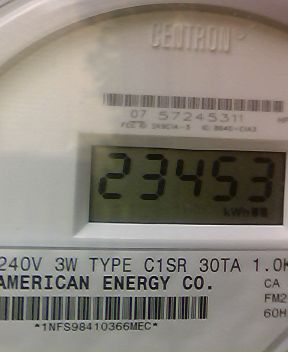 CENTRON®
07 57245311
23453
kWh
240V 3W TYPE C1SR 30TA 1.0K
AMERICAN ENERGY CO.
CA
FM2
60H
*1NFS98410366MEC*